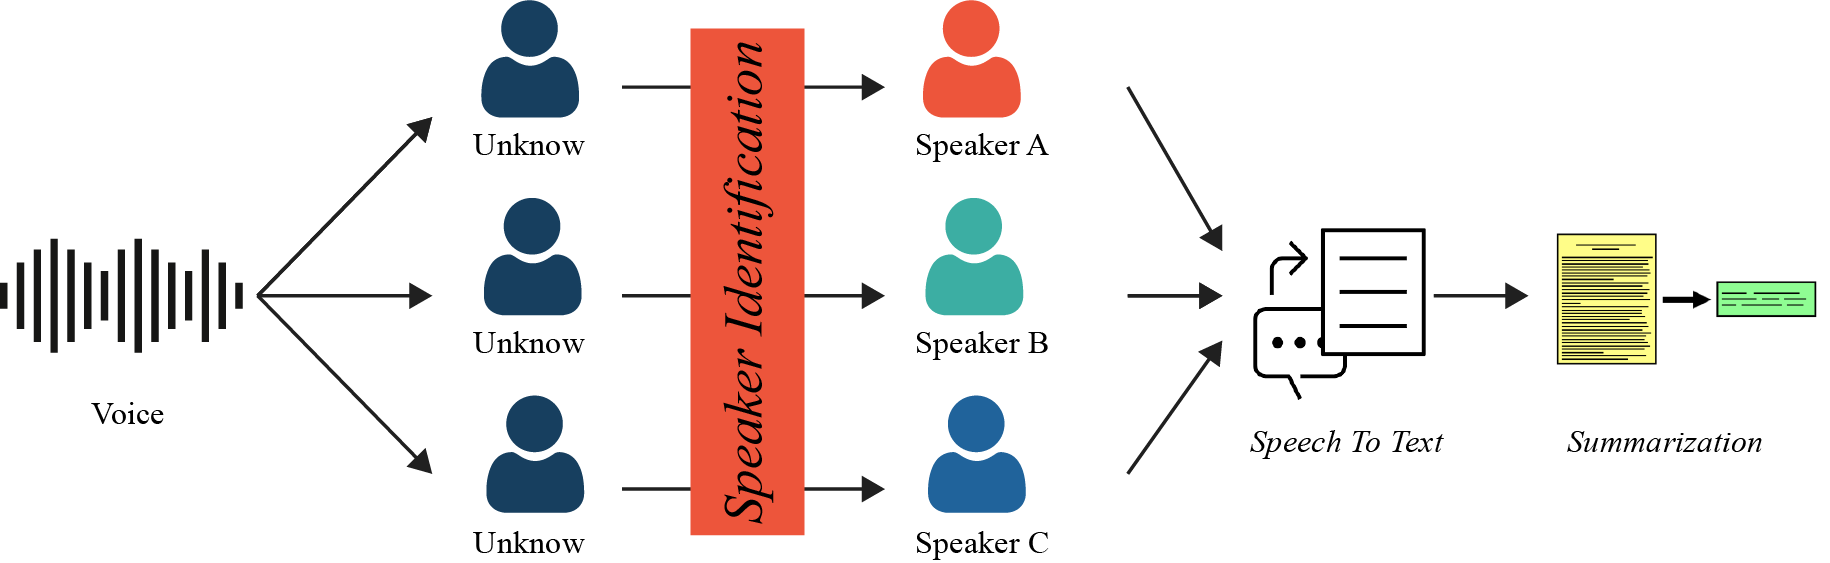 Voice
Unknow
Unknow
Unknow
Speaker Identification
Speaker A
Speaker B
Speaker C
Speech To Text
Summarization